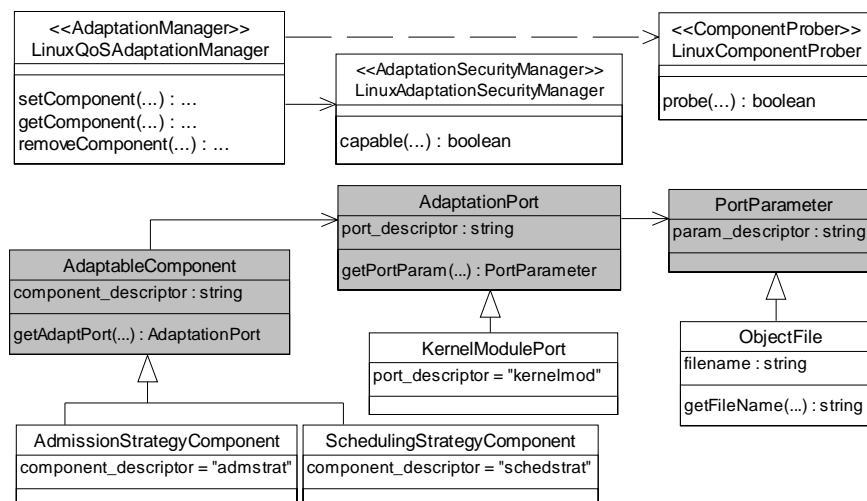 <<AdaptationManager>>
LinuxQoSAdaptationManager
setComponent(...) : ...
getComponent(...) : ...
removeComponent(...) : ...
<<AdaptationSecurityManager>>
LinuxAdaptationSecurityManager
capable(...) : boolean
<<ComponentProber>>
LinuxComponentProber
probe(...) : boolean
AdaptableComponent
component_descriptor : string
getAdaptPort(...) : AdaptationPort
AdaptationPort
port_descriptor : string
getPortParam(...) : PortParameter
PortParameter
param_descriptor : string
KernelModulePort
port_descriptor = "kernelmod"
ObjectFile
filename : string
getFileName(...) : string
AdmissionStrategyComponent
component_descriptor = "admstrat"
SchedulingStrategyComponent
component_descriptor = "schedstrat"